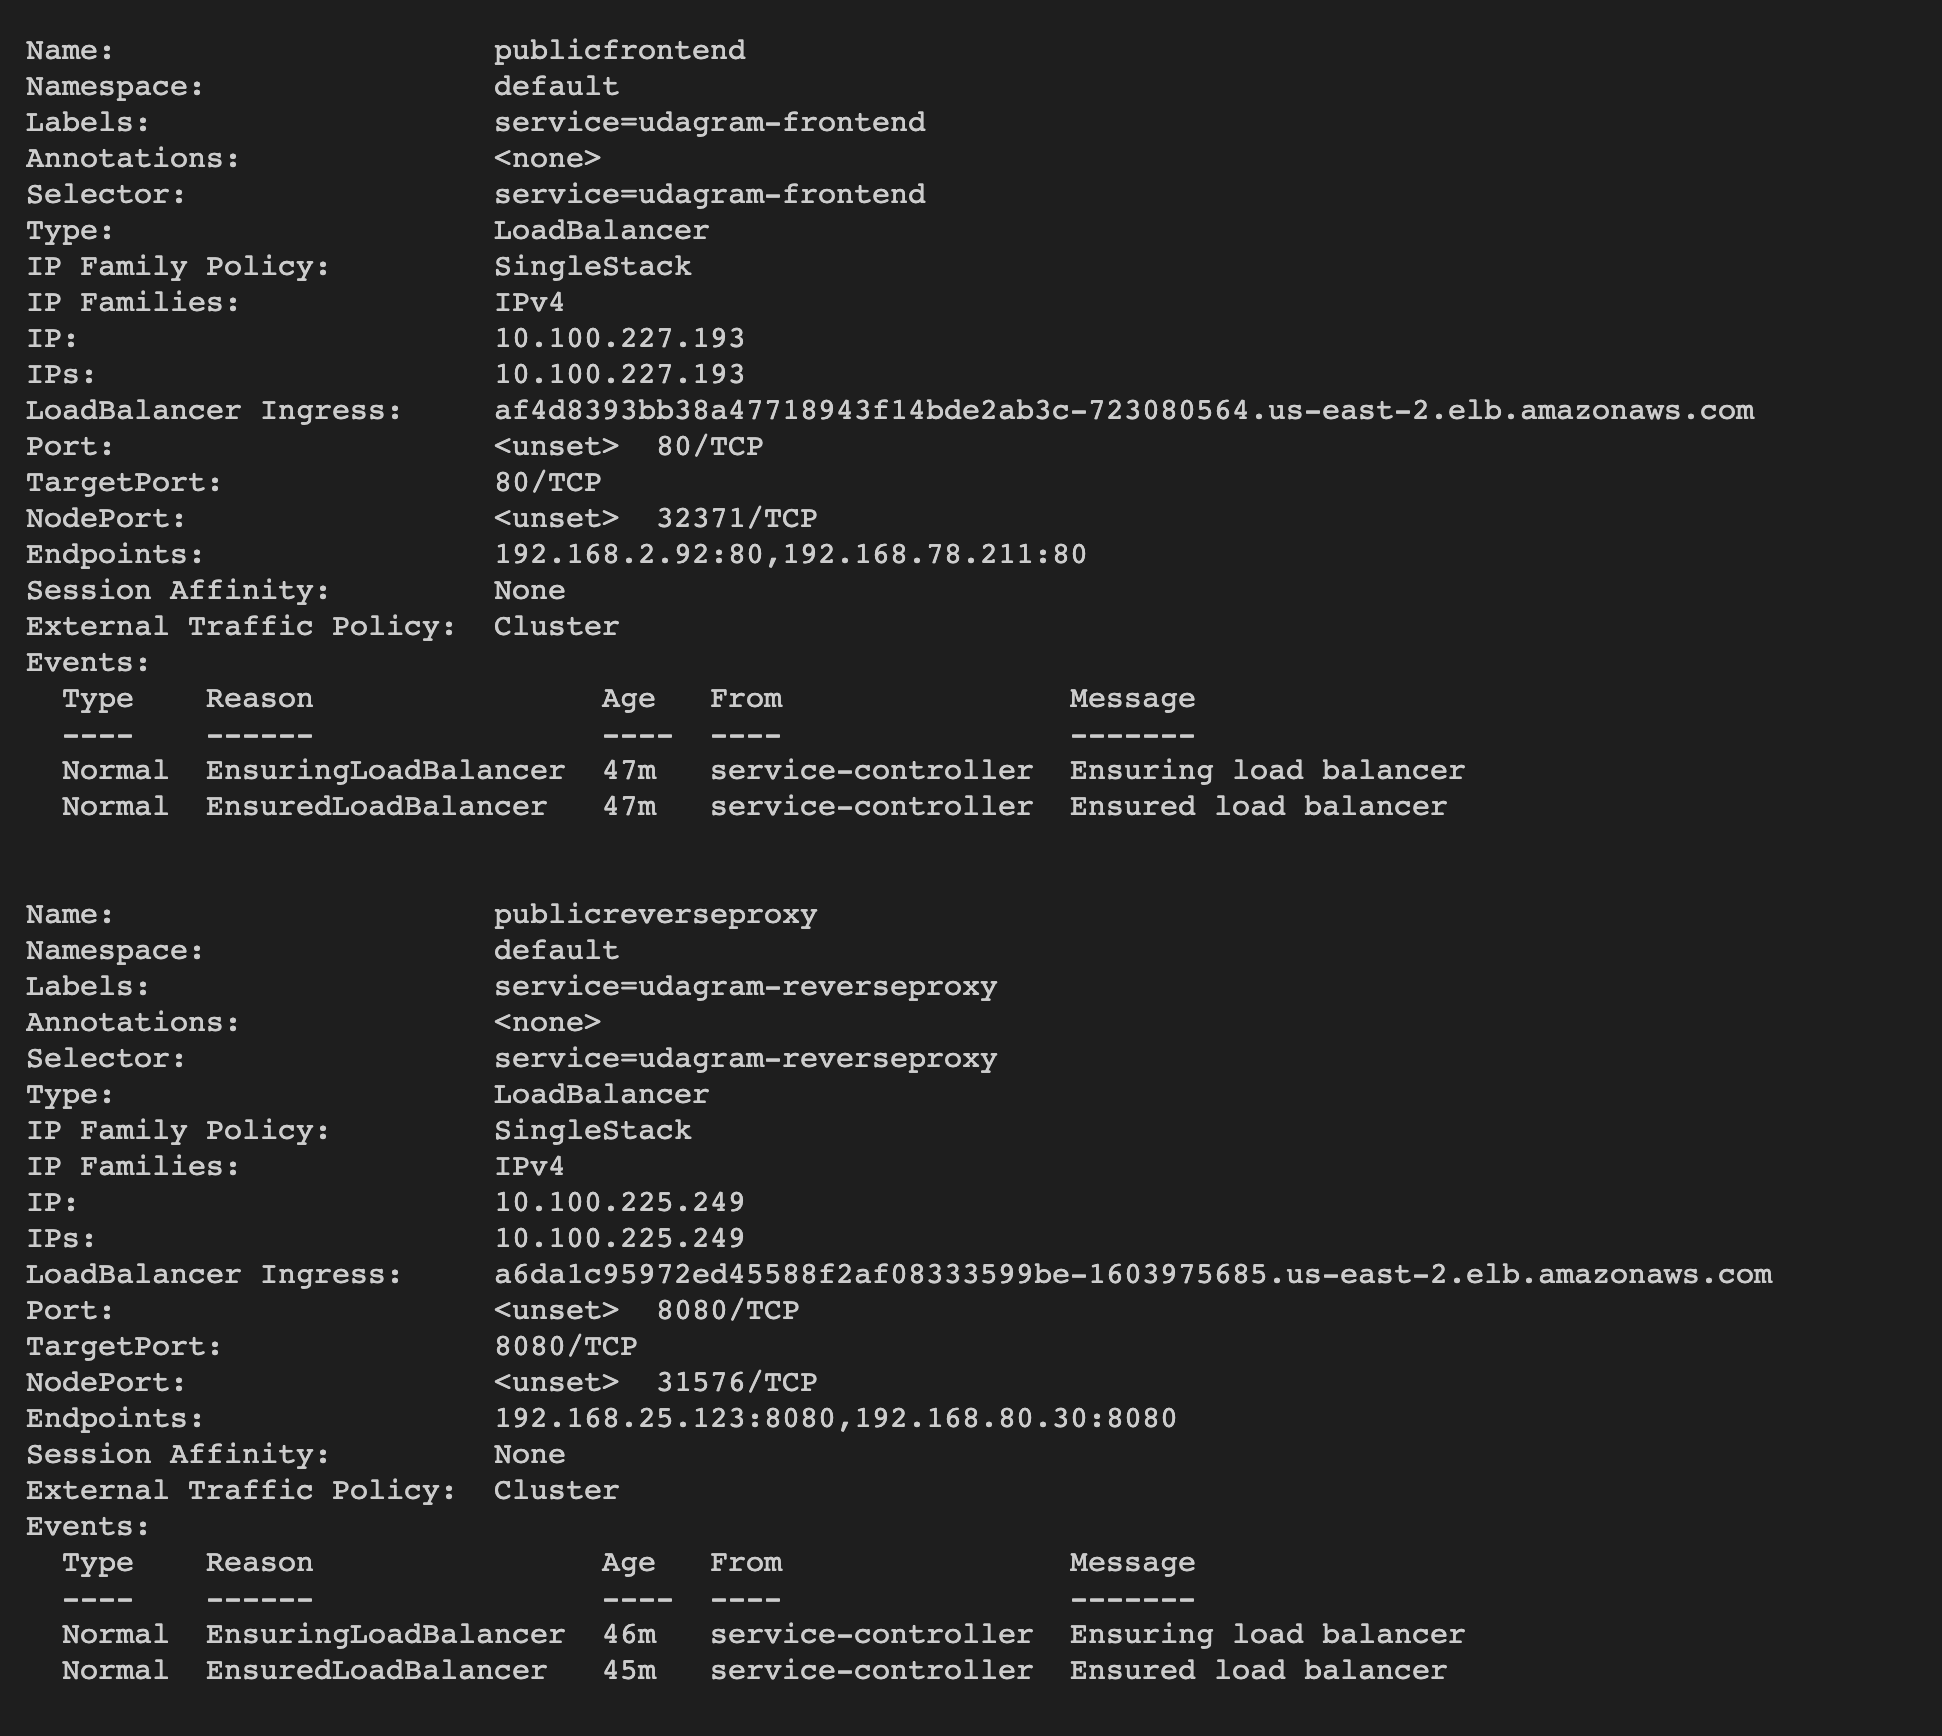 Name:                     publicfrontend
Namespace:                default
Labels:                   service=udagram-frontend
Annotations:              <none>
Selector:                 service=udagram-frontend
Type:                     LoadBalancer
IP Family Policy:         SingleStack
IP Families:              IPv4
IP:                       10.100.227.193
IPs:                      10.100.227.193
LoadBalancer Ingress:     af4d8393bb38a47718943f14bde2ab3c-723080564.us-east-2.elb.amazonaws.com
Port:                     <unset>  80/TCP
TargetPort:               80/TCP
NodePort:                 <unset>  32371/TCP
Endpoints:                192.168.2.92:80,192.168.78.211:80
Session Affinity:         None
External Traffic Policy:  Cluster
Events:
  Type    Reason                Age   From                Message
  ----    ------                ----  ----                -------
  Normal  EnsuringLoadBalancer  47m   service-controller  Ensuring load balancer
  Normal  EnsuredLoadBalancer   47m   service-controller  Ensured load balancer
Name:                     publicreverseproxy
Namespace:                default
Labels:                   service=udagram-reverseproxy
Annotations:              <none>
Selector:                 service=udagram-reverseproxy
Type:                     LoadBalancer
IP Family Policy:         SingleStack
IP Families:              IPv4
IP:                       10.100.225.249
IPs:                      10.100.225.249
LoadBalancer Ingress:     a6da1c95972ed45588f2af08333599be-1603975685.us-east-2.elb.amazonaws.com
Port:                     <unset>  8080/TCP
TargetPort:               8080/TCP
NodePort:                 <unset>  31576/TCP
Endpoints:                192.168.25.123:8080,192.168.80.30:8080
Session Affinity:         None
External Traffic Policy:  Cluster
Events:
  Type    Reason                Age   From                Message
  ----    ------                ----  ----                -------
  Normal  EnsuringLoadBalancer  46m   service-controller  Ensuring load balancer
  Normal  EnsuredLoadBalancer   45m   service-controller  Ensured load balancer